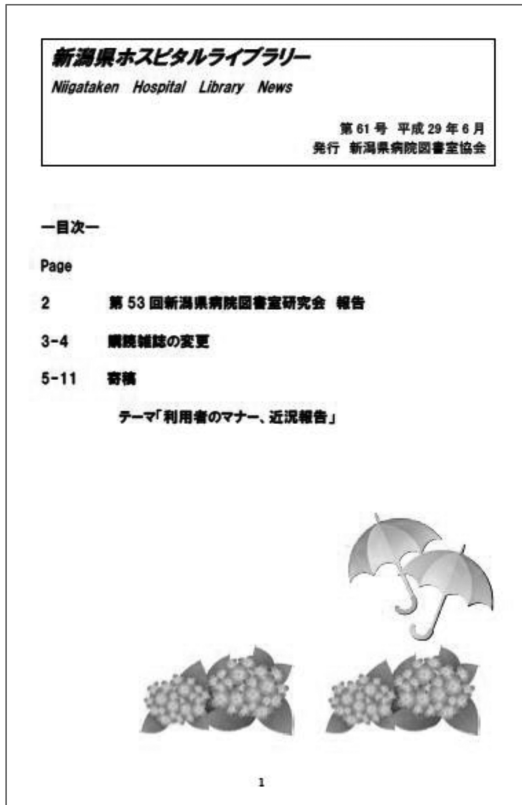 新潟県ホスピタルライブラリー
Niigataken Hospital Library News
第61号 平成29年6月
発行 新潟県病院図書室協会
ー目次ー
Page
2 第53回新潟県病院図書室研究会 報告
3-4 購読雑誌の変更
5-11 寄稿
テーマ「利用者のマナー、近況報告」
1